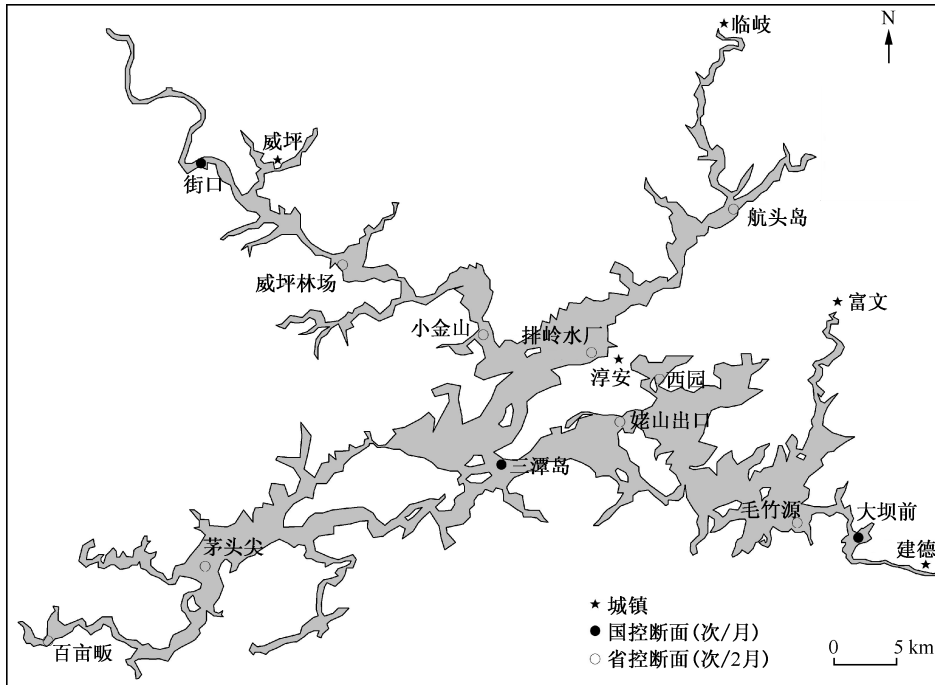 临岐
N
威坪
街口
航头岛
威坪林场
富文
小金山
排岭水厂
淳安
西园
姥山出口
三潭岛
毛竹源
大坝前
茅头尖
建德
城镇
国控断面(次/月)
百亩畈
省控断面(次/2月)
0 5 km